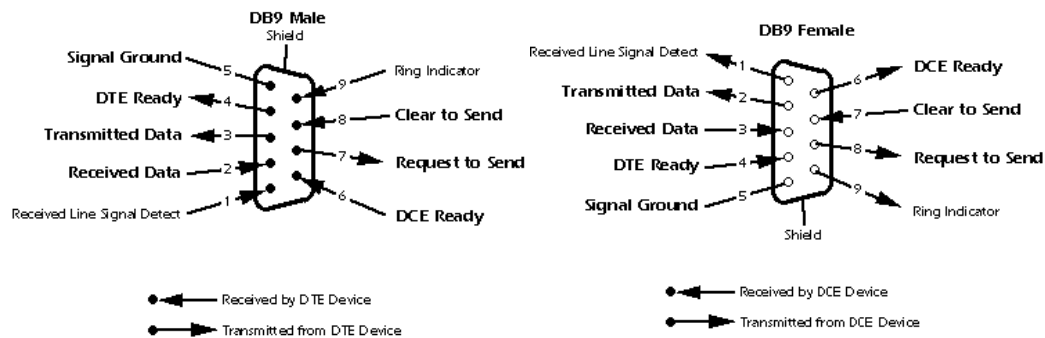 DB9 Male
Shield
Signal Ground
5
9
Ring Indicator
DTE Ready
4
8
Clear to Send
Transmitted Data
3
7
Request to Send
Received Data
2
6
DCE Ready
Received Line Signal Detect
1
Received by DTE Device
Transmitted from DTE Device
DB9 Female
Received Line Signal Detect
1
6
DCE Ready
Transmitted Data
2
7
Clear to Send
Received Data
3
8
Request to Send
DTE Ready
4
9
Ring Indicator
Signal Ground
5
Shield
Received by DCE Device
Transmitted from DCE Device